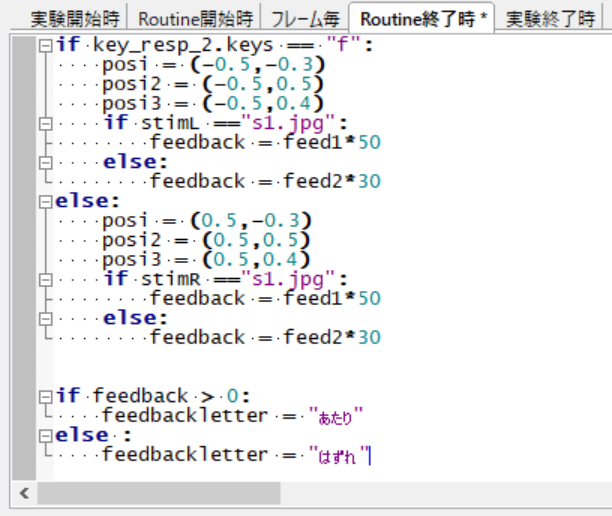 実験開始時 Routine開始時 フレーム毎 Routine終了時 * 実験終了時
if key_resp_2.keys == "f":
    posi = (-0.5,-0.3)
    posi2 = (-0.5,0.5)
    posi3 = (-0.5,0.4)
    if stimL =="s1.jpg":
        feedback = feed1*50
    else:
        feedback = feed2*30
else:
    posi = (0.5,-0.3)
    posi2 = (0.5,0.5)
    posi3 = (0.5,0.4)
    if stimR =="s1.jpg":
        feedback = feed1*50
    else:
        feedback = feed2*30
if feedback > 0:
    feedbackletter = "あたり"
else :
    feedbackletter = "はずれ"